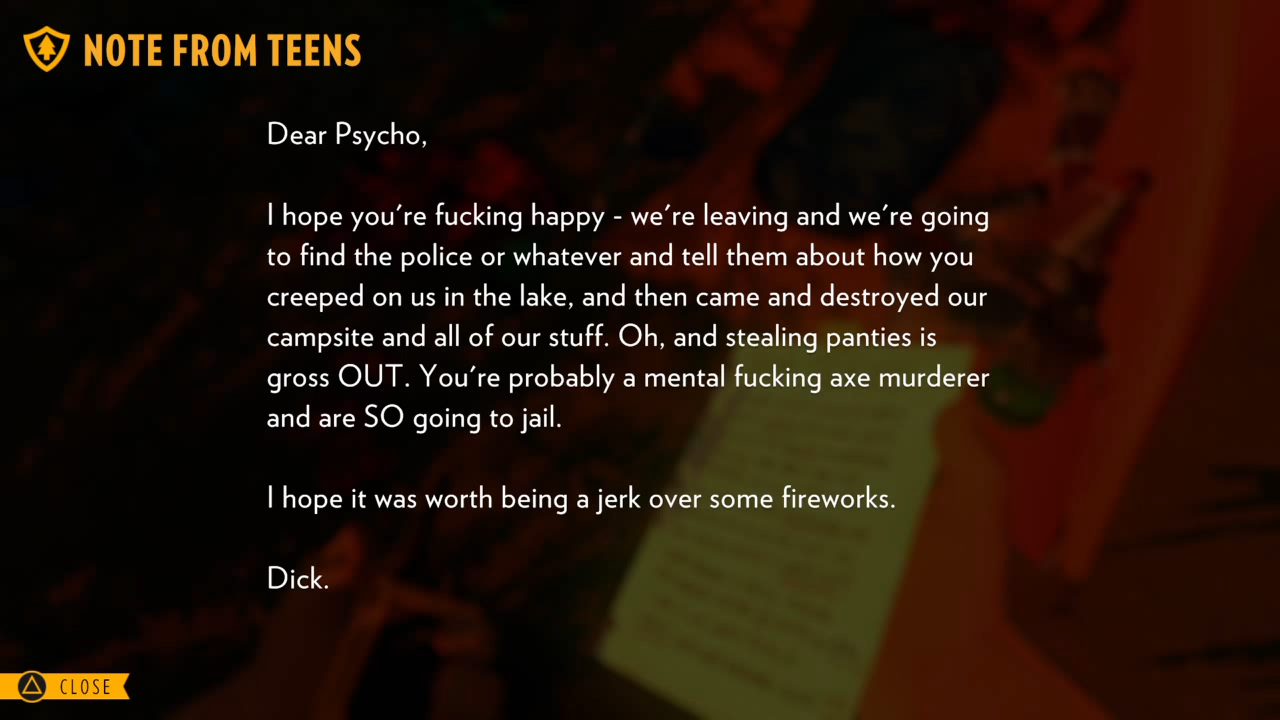 NOTE FROM TEENS
Dear Psycho,
I hope you're fucking happy - we're leaving and we're going
to find the police or whatever and tell them about how you
creeped on us in the lake, and then came and destroyed our
campsite and all of our stuff. Oh, and stealing panties is
gross OUT. You're probably a mental fucking axe murderer
and are SO going to jail.
I hope it was worth being a jerk over some fireworks.
Dick.
CLOSE